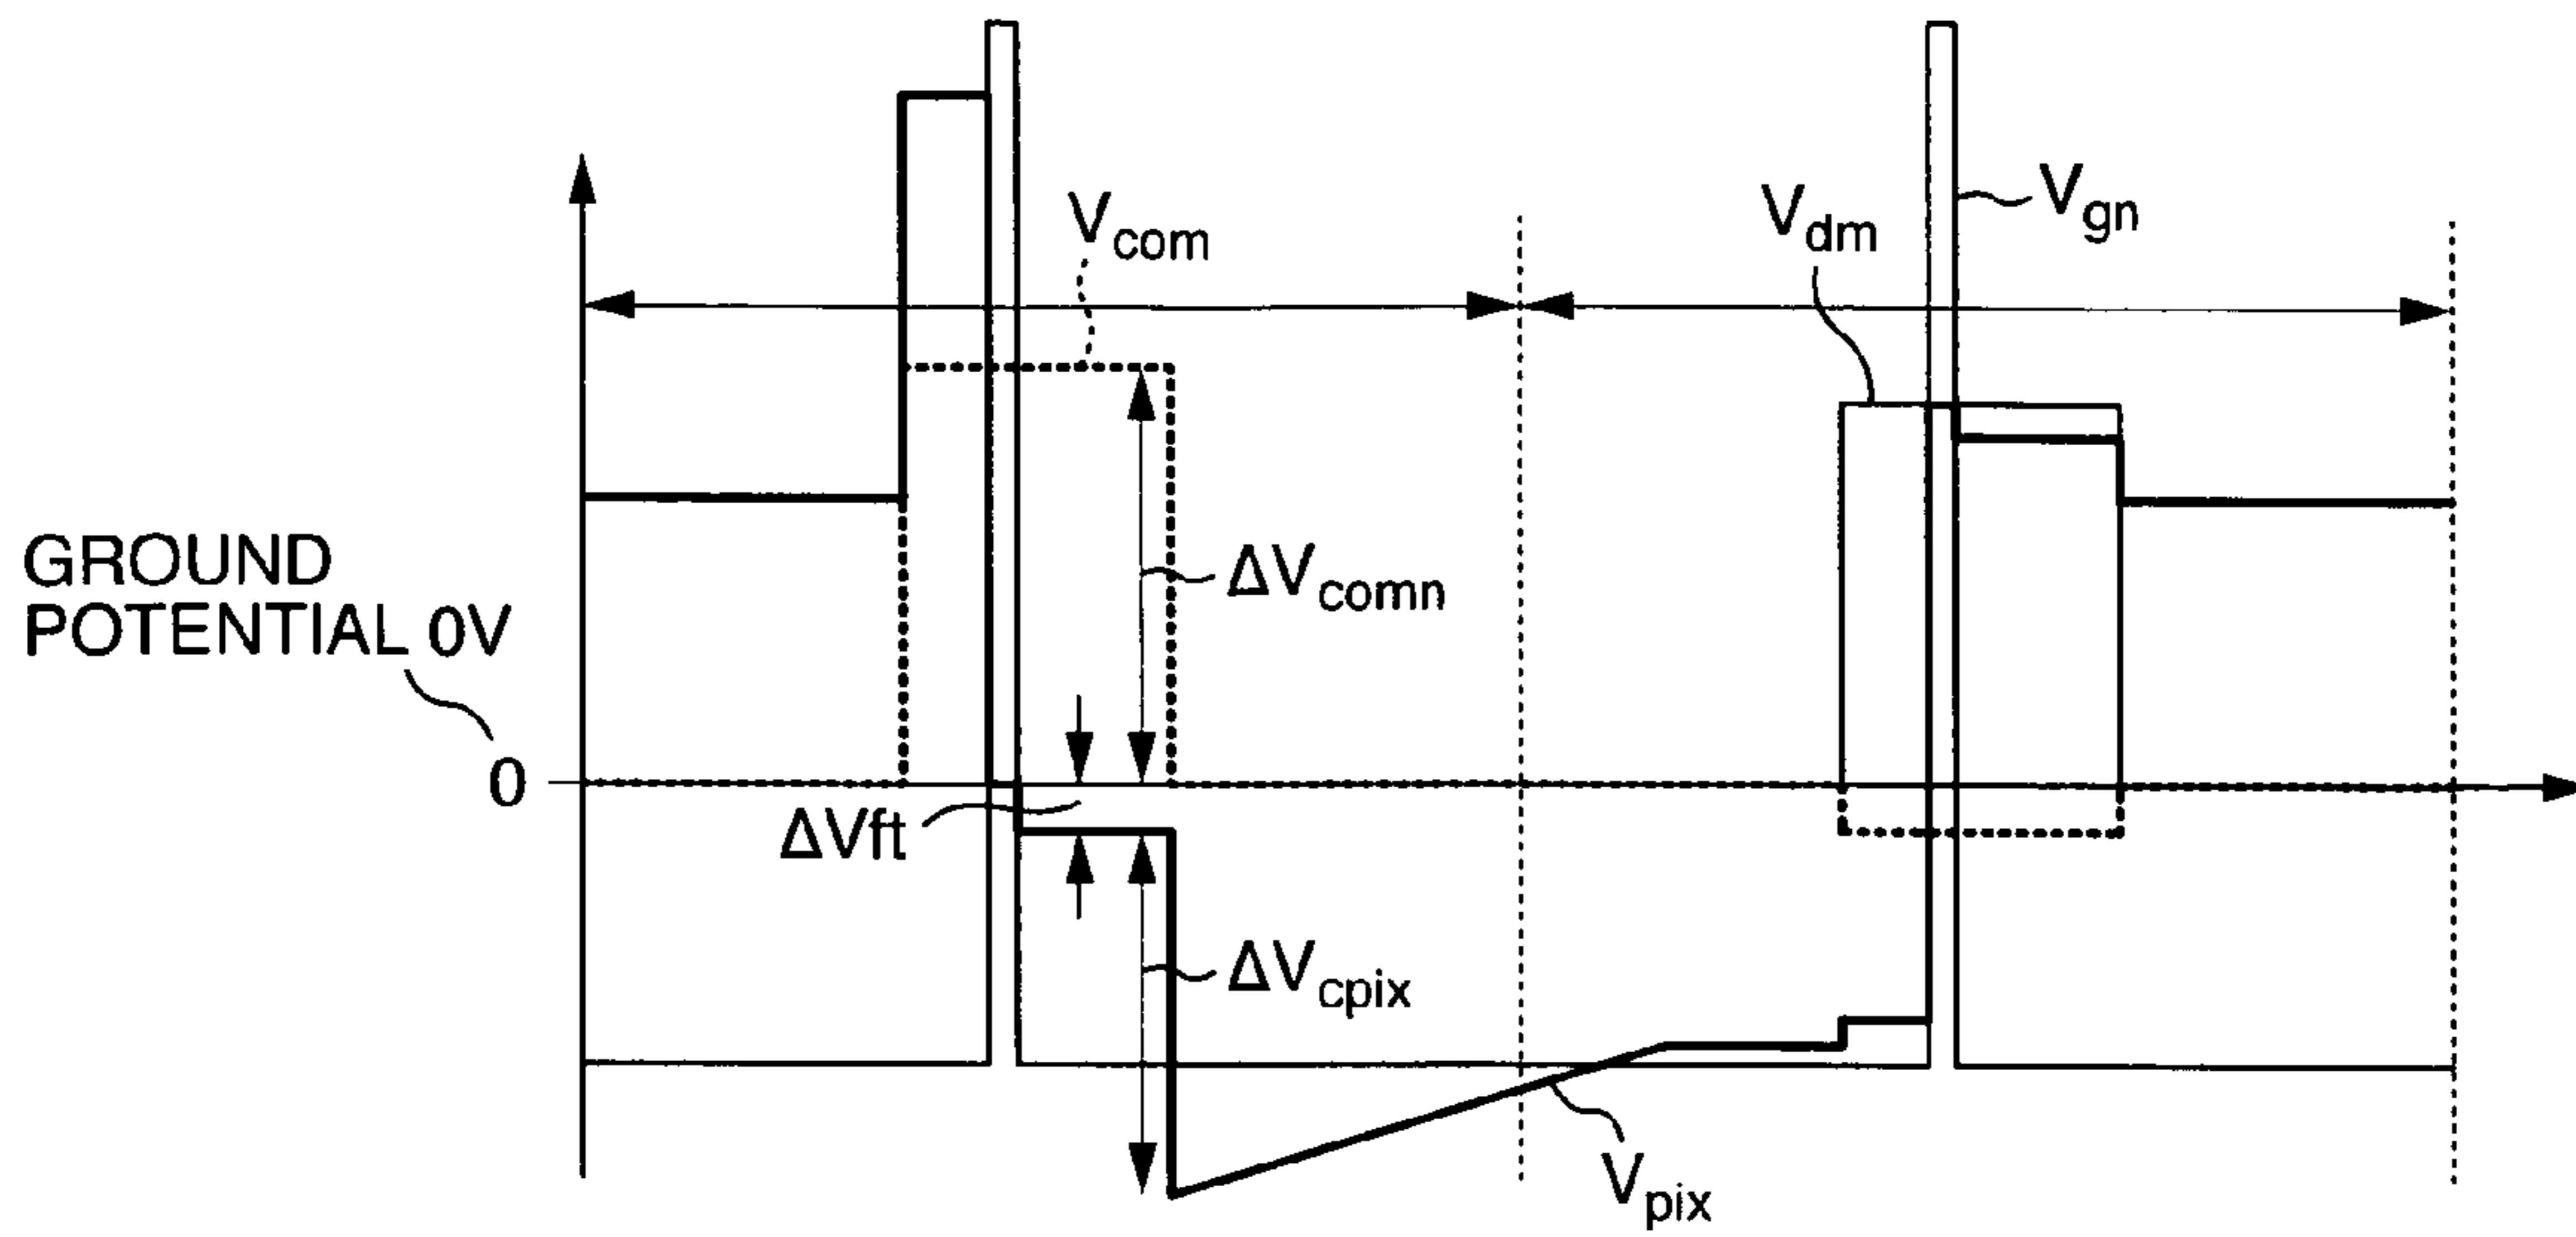 Vcom
Vdm
Vgn
GROUND
POTENTIAL 0V
ΔVcomn
0
ΔVft
ΔVcpix
Vpix